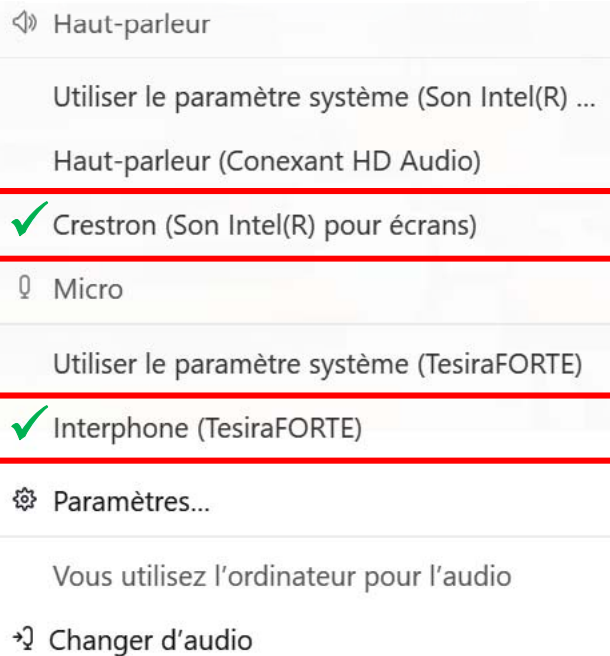 Haut-parleur
Utiliser le paramètre système (Son Intel(R) ...
Haut-parleur (Conexant HD Audio)
Crestron (Son Intel(R) pour écrans)
Micro
Utiliser le paramètre système (TesiraFORTE)
Interphone (TesiraFORTE)
Paramètres...
Vous utilisez l’ordinateur pour l’audio
Changer d’audio